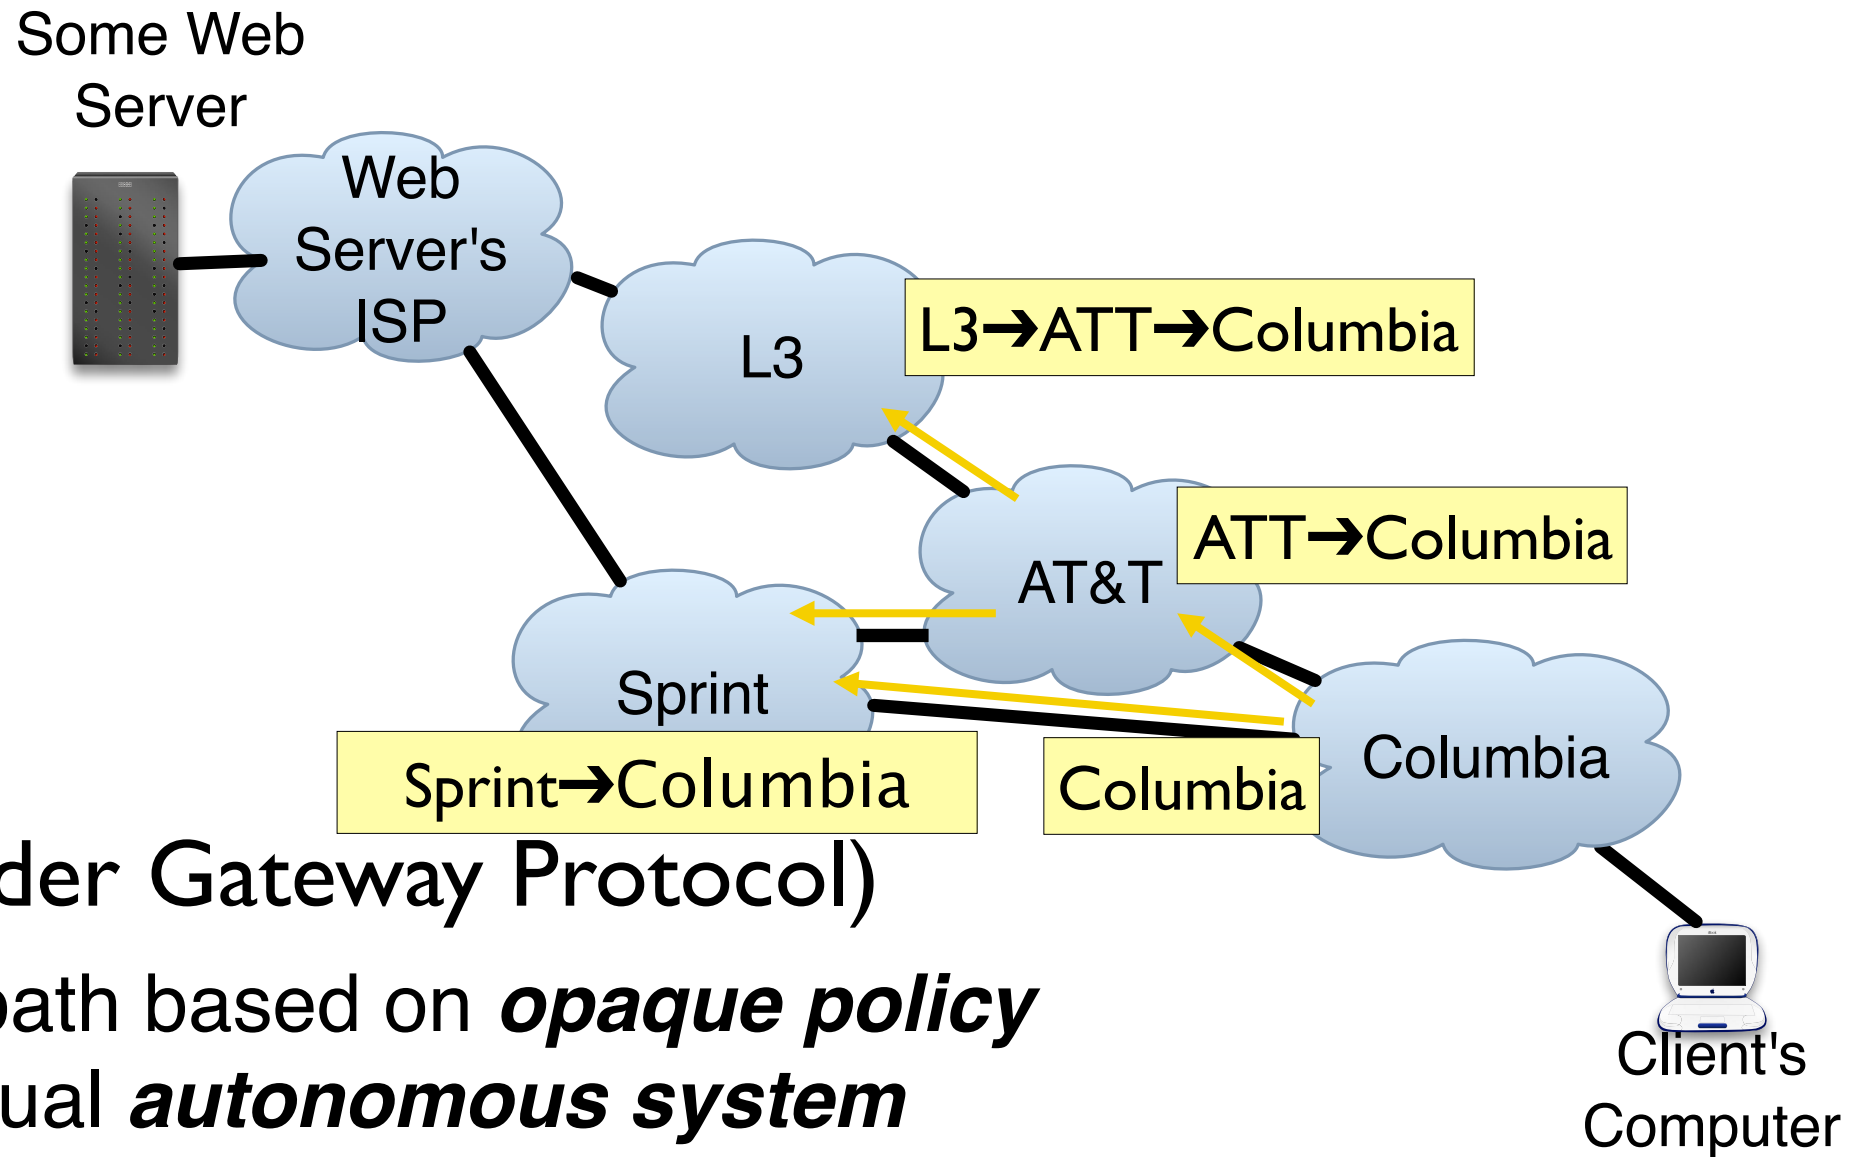 Some Web
Server
Web
Server's
ISP
L3
L3➔ATT➔Columbia
AT&T
ATT➔Columbia
Sprint
Sprint➔Columbia
Columbia
Columbia
der Gateway Protocol)
path based on opaque policy
ual autonomous system
Client's
Computer